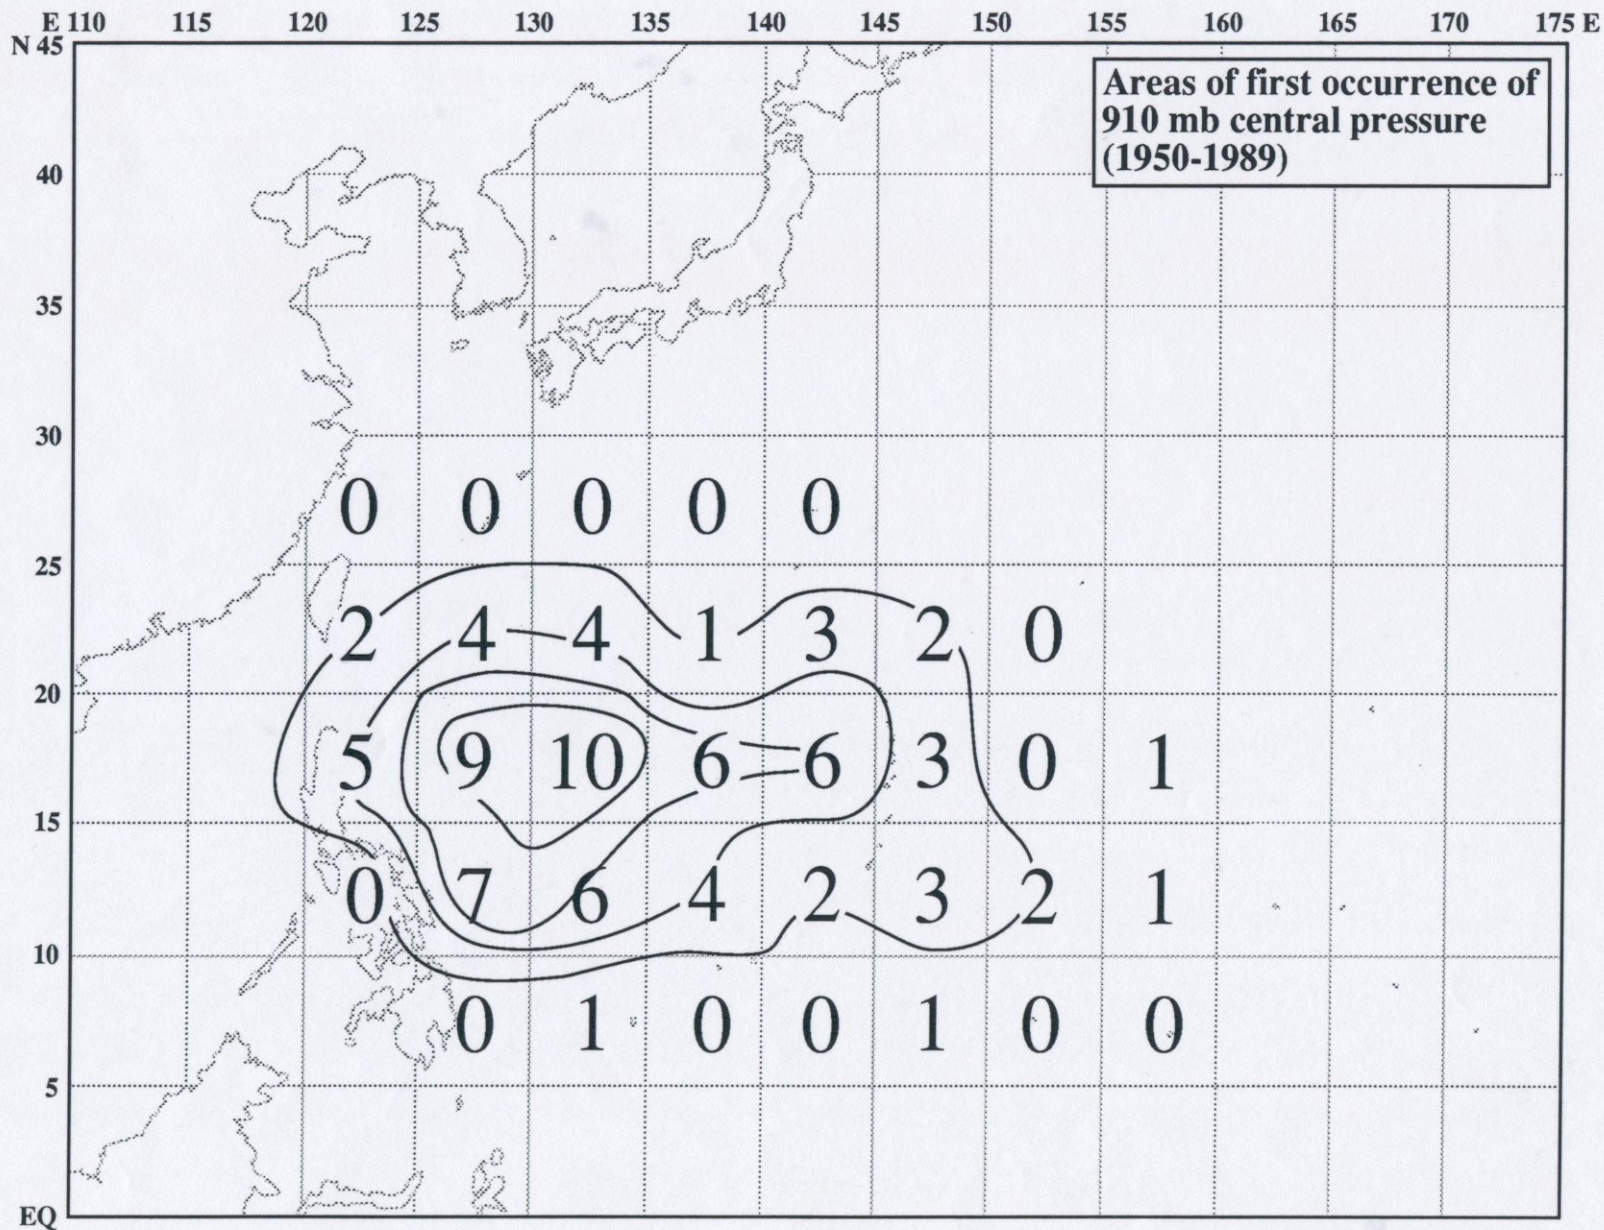 E 110 115 120 125 130 135 140 145 150 155 160 165 170 175 E
N 45
Areas of first occurrence of
910 mb central pressure
(1950-1989)
40
35
30
0 0 0 0 0
25
2 4 4 1 3 2 0
20
5 9 10 6 6 3 0 1
15
0 7 6 4 2 3 2 1
10
0 1 0 0 1 0 0
5
EQ